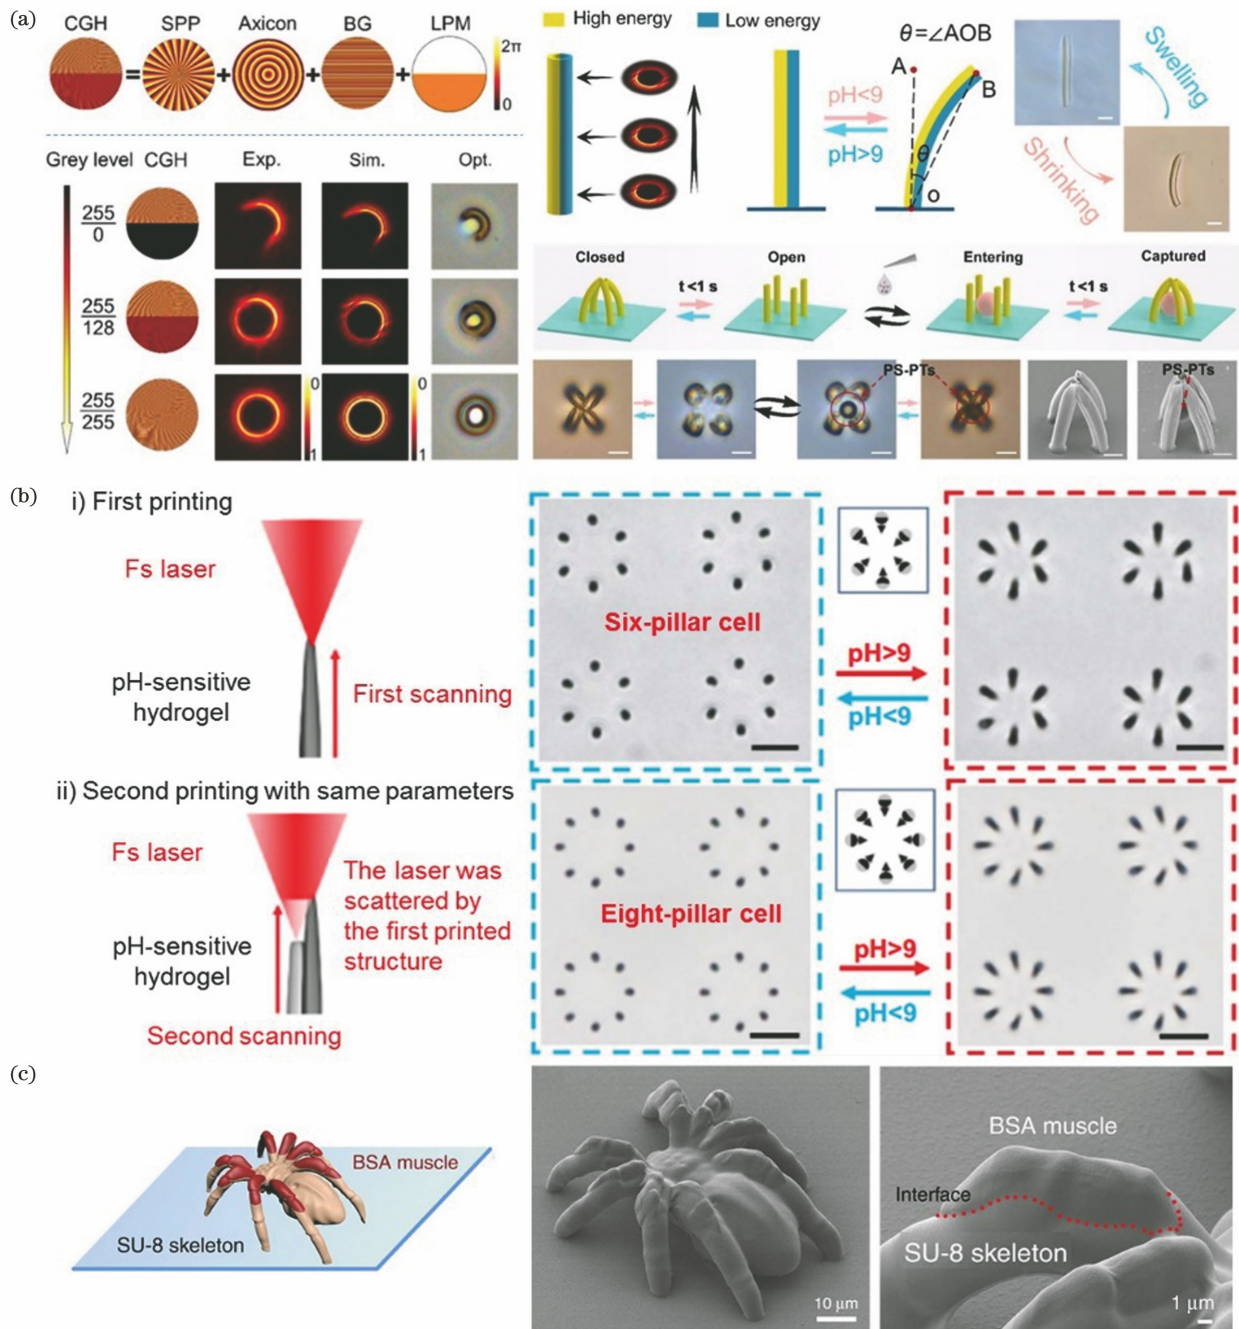 (a)
CGH SPP Axicon BG LPM
= + + +
2π
0
Grey level CGH Exp. Sim. Opt.
255
0
255
128
255
255
0
1
0
1
High energy Low energy
θ=∠AOB
A
B
θ
o
pH<9
pH>9
Swelling
Shrinking
Closed Open Entering Captured
t<1 s
t<1 s
PS-PTs
PS-PTs
(b)
i) First printing
Fs laser
pH-sensitive
hydrogel
First scanning
Six-pillar cell
pH>9
pH<9
ii) Second printing with same parameters
Fs laser
The laser was
scattered by
the first printed
structure
pH-sensitive
hydrogel
Second scanning
Eight-pillar cell
pH>9
pH<9
(c)
BSA muscle
SU-8 skeleton
10 μm
BSA muscle
Interface
SU-8 skeleton
1 μm